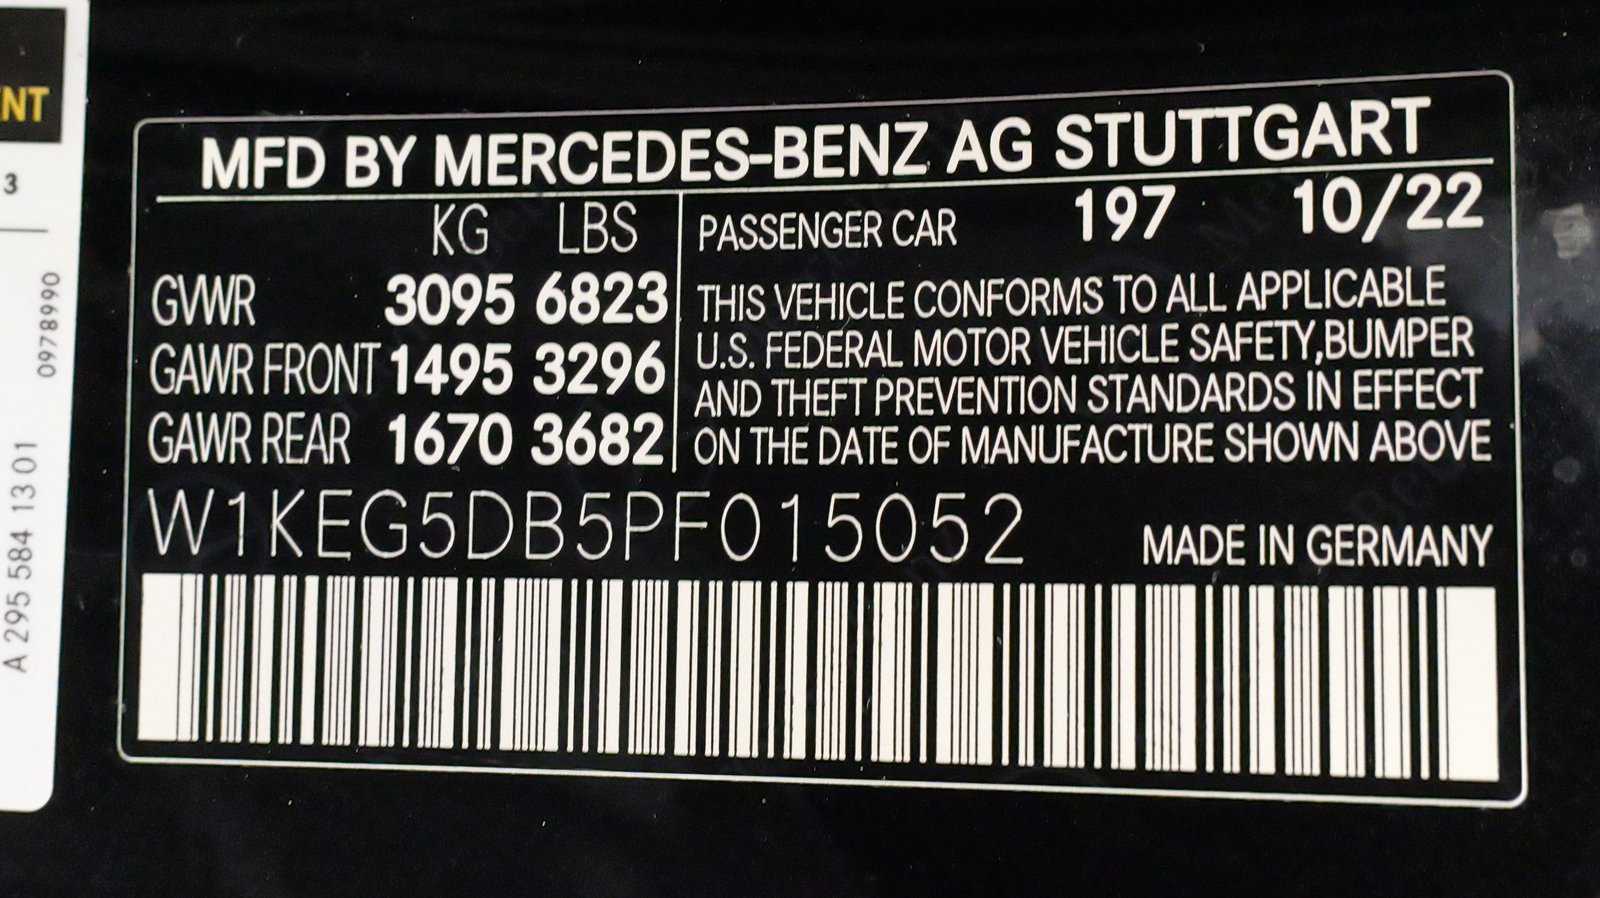 NT
3
0978990
A 295 584 13 01
MFD BY MERCEDES-BENZ AG STUTTGART
KG LBS
GVWR 3095 6823
GAWR FRONT 1495 3296
GAWR REAR 1670 3682
PASSENGER CAR 197 10/22
THIS VEHICLE CONFORMS TO ALL APPLICABLE
U.S. FEDERAL MOTOR VEHICLE SAFETY,BUMPER
AND THEFT PREVENTION STANDARDS IN EFFECT
ON THE DATE OF MANUFACTURE SHOWN ABOVE
W1KEG5DB5PF015052
MADE IN GERMANY